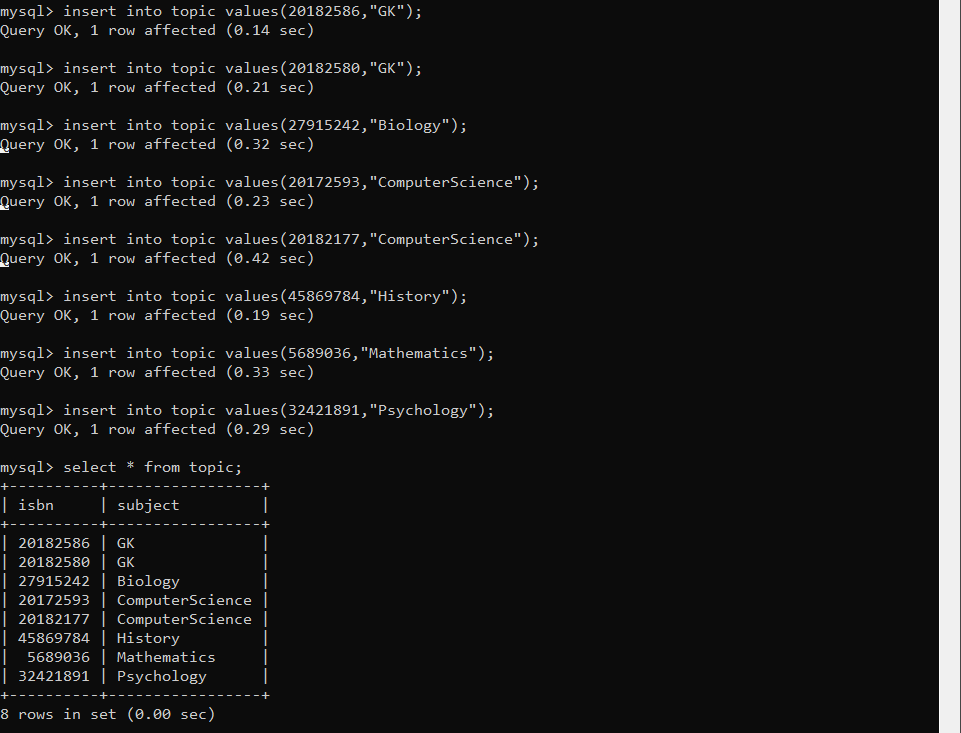 mysql> insert into topic values(20182586,"GK");
Query OK, 1 row affected (0.14 sec)

mysql> insert into topic values(20182580,"GK");
Query OK, 1 row affected (0.21 sec)

mysql> insert into topic values(27915242,"Biology");
Query OK, 1 row affected (0.32 sec)

mysql> insert into topic values(20172593,"ComputerScience");
Query OK, 1 row affected (0.23 sec)

mysql> insert into topic values(20182177,"ComputerScience");
Query OK, 1 row affected (0.42 sec)

mysql> insert into topic values(45869784,"History");
Query OK, 1 row affected (0.19 sec)

mysql> insert into topic values(5689036,"Mathematics");
Query OK, 1 row affected (0.33 sec)

mysql> insert into topic values(32421891,"Psychology");
Query OK, 1 row affected (0.29 sec)

mysql> select * from topic;
+----------+-----------------+
| isbn     | subject         |
+----------+-----------------+
| 20182586 | GK              |
| 20182580 | GK              |
| 27915242 | Biology         |
| 20172593 | ComputerScience |
| 20182177 | ComputerScience |
| 45869784 | History         |
|  5689036 | Mathematics     |
| 32421891 | Psychology      |
+----------+-----------------+
8 rows in set (0.00 sec)